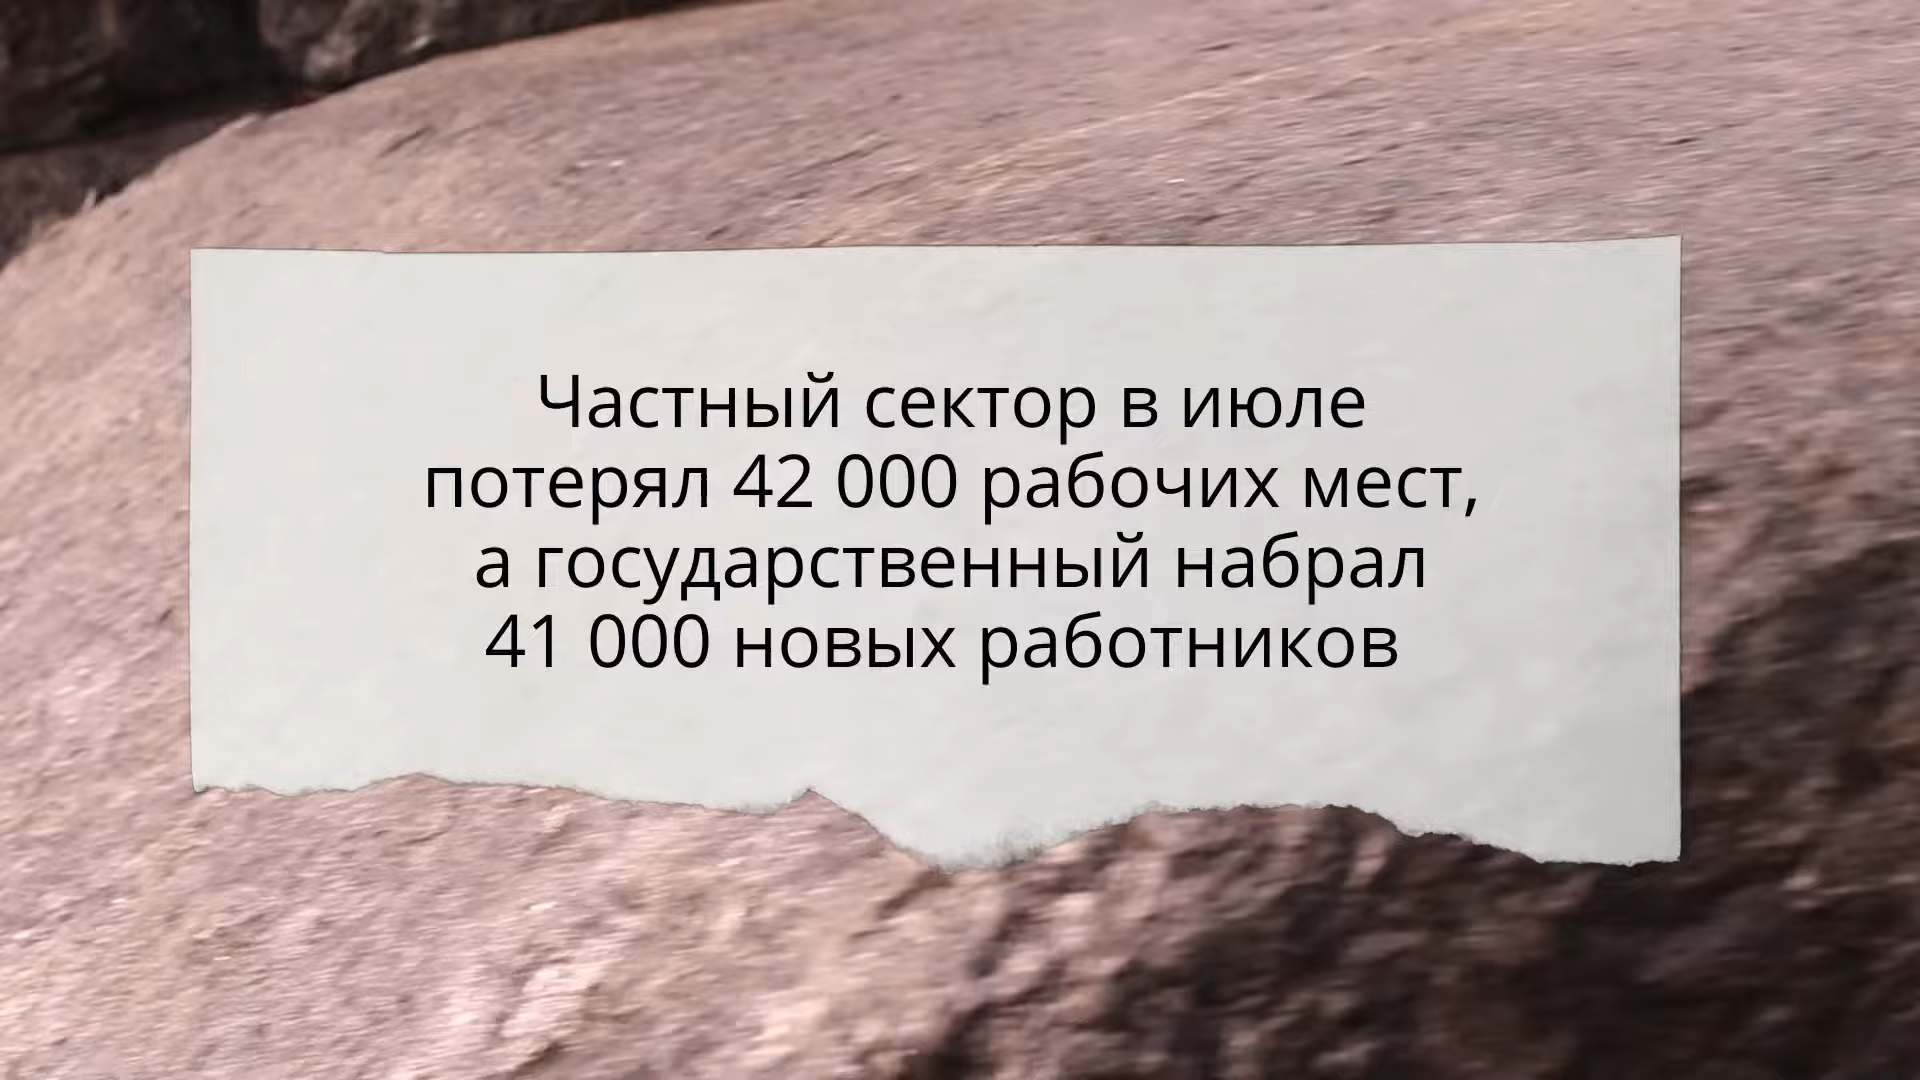 Частный сектор в июле
потерял 42 000 рабочих мест,
а государственный набрал
41 000 новых работников